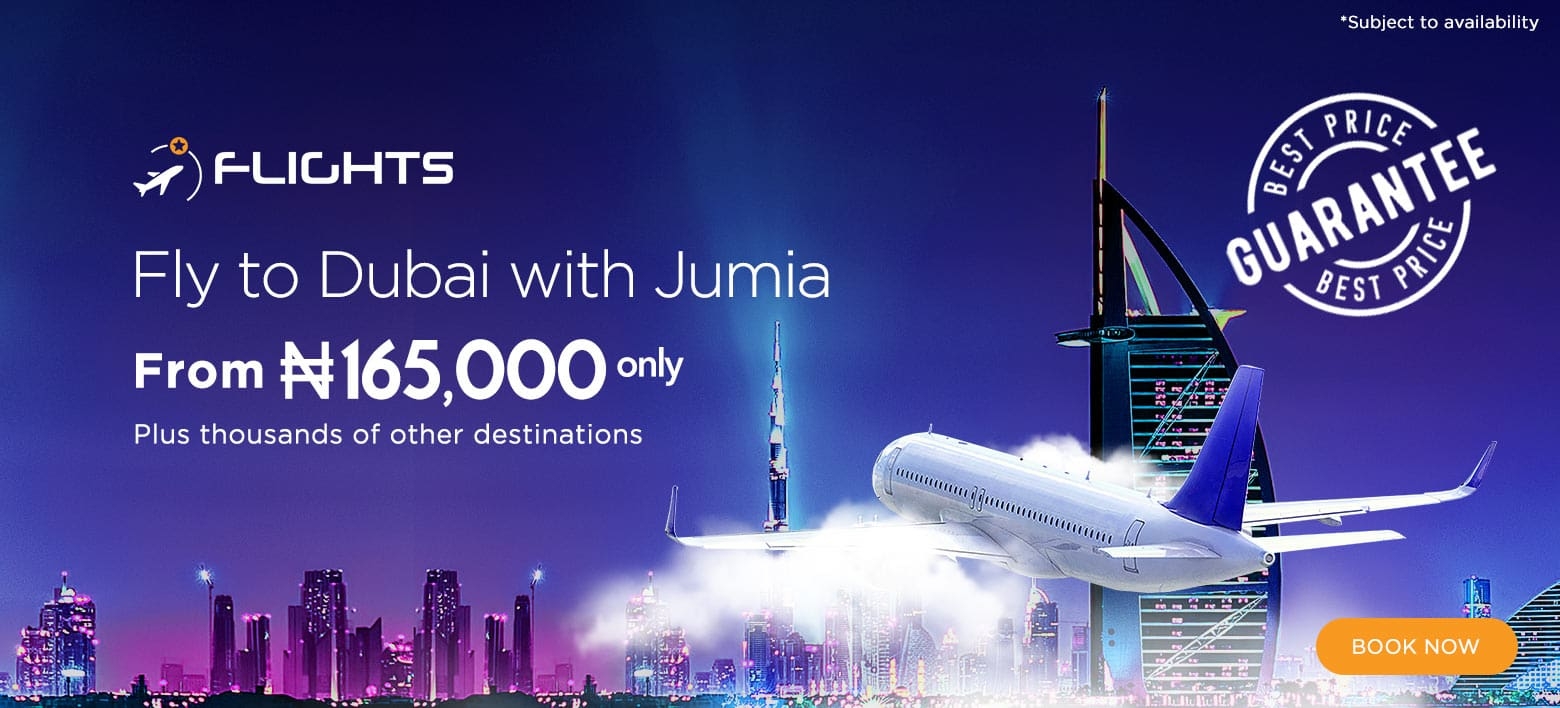 *Subject to availability
FLIGHTS
Fly to Dubai with Jumia
From ₦165,000 only
Plus thousands of other destinations
BEST PRICE
GUARANTEE
BEST PRICE
BOOK NOW